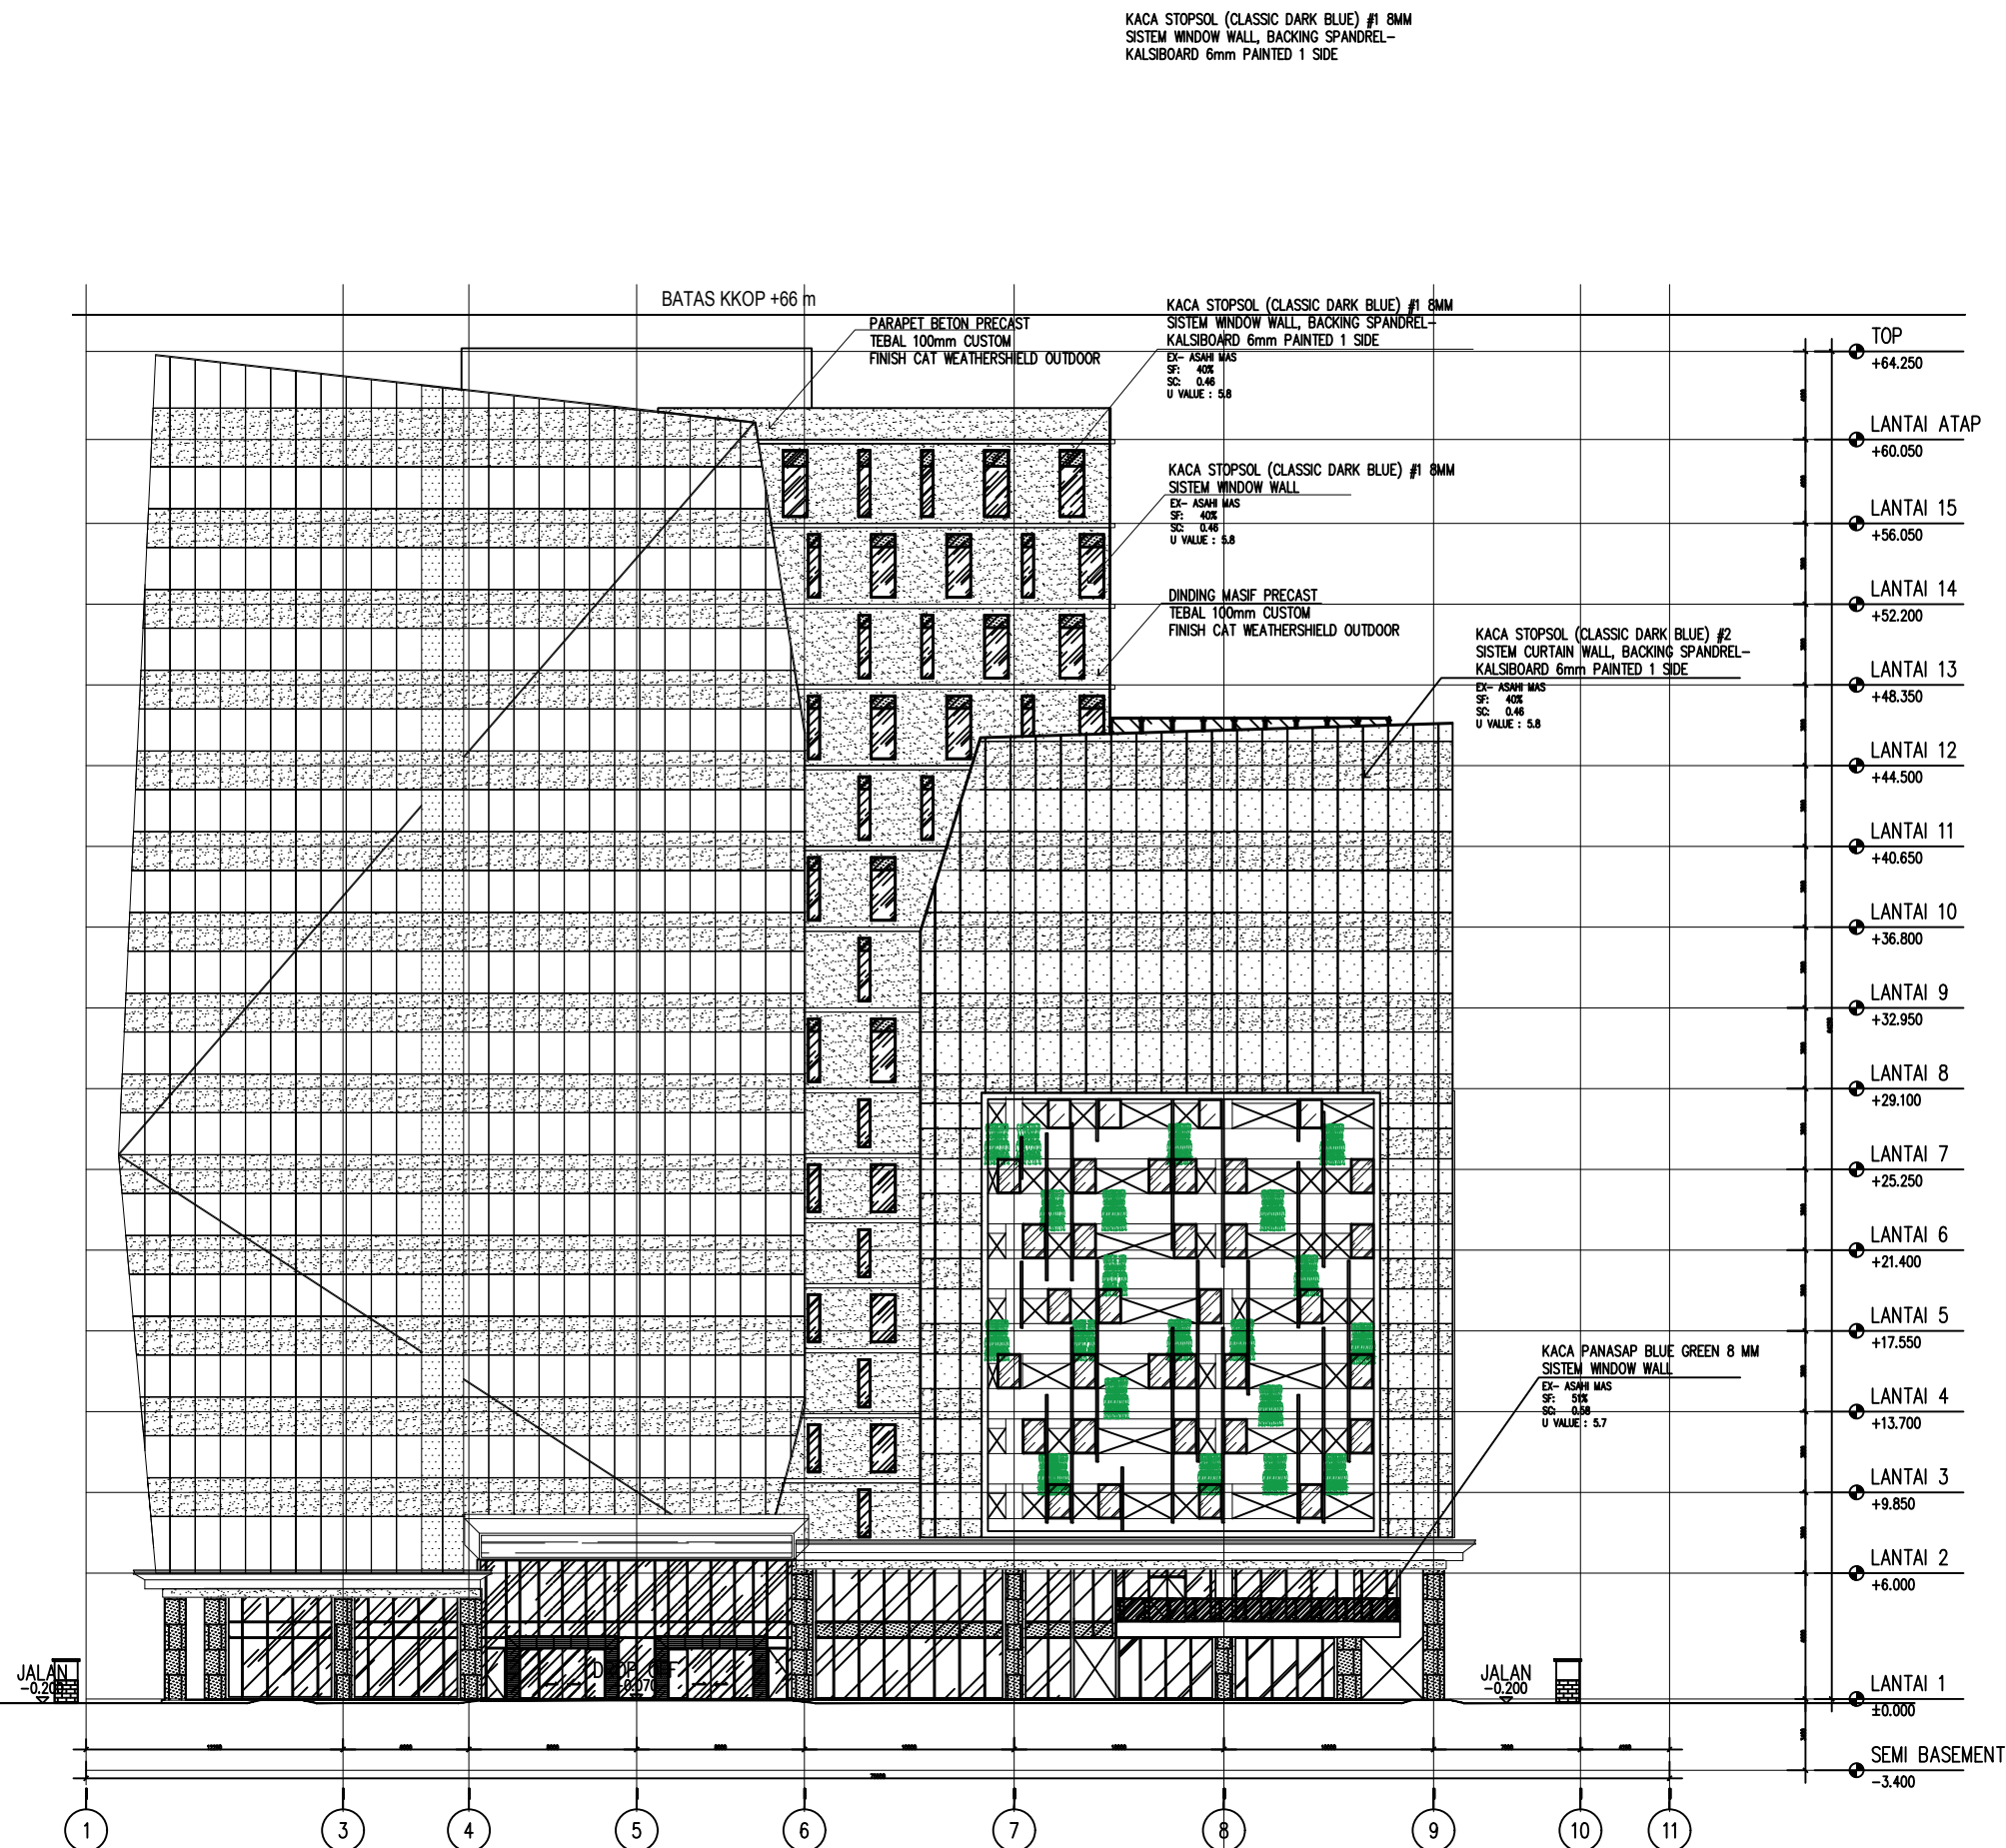 KACA STOPSOL (CLASSIC DARK BLUE) #1 8MM
SISTEM WINDOW WALL, BACKING SPANDREL-
KALSIBOARD 6mm PAINTED 1 SIDE
BATAS KKOP +66 m
PARAPET BETON PRECAST
TEBAL 100mm CUSTOM
FINISH CAT WEATHERSHIELD OUTDOOR
KACA STOPSOL (CLASSIC DARK BLUE) #1 8MM
SISTEM WINDOW WALL, BACKING SPANDREL-
KALSIBOARD 6mm PAINTED 1 SIDE
EX- ASAHI MAS
SF: 40%
SC: 0.46
U VALUE : 5.8
KACA STOPSOL (CLASSIC DARK BLUE) #1 8MM
SISTEM WINDOW WALL
EX- ASAHI MAS
SF: 40%
SC: 0.46
U VALUE : 5.8
DINDING MASIF PRECAST
TEBAL 100mm CUSTOM
FINISH CAT WEATHERSHIELD OUTDOOR
KACA STOPSOL (CLASSIC DARK BLUE) #2
SISTEM CURTAIN WALL, BACKING SPANDREL-
KALSIBOARD 6mm PAINTED 1 SIDE
EX- ASAHI MAS
SF: 40%
SC: 0.46
U VALUE : 5.8
KACA PANASAP BLUE GREEN 8 MM
SISTEM WINDOW WALL
EX- ASAHI MAS
SF: 51%
SC: 0.58
U VALUE : 5.7
TOP
+64.250
LANTAI ATAP
+60.050
LANTAI 15
+56.050
LANTAI 14
+52.200
LANTAI 13
+48.350
LANTAI 12
+44.500
LANTAI 11
+40.650
LANTAI 10
+36.800
LANTAI 9
+32.950
LANTAI 8
+29.100
LANTAI 7
+25.250
LANTAI 6
+21.400
LANTAI 5
+17.550
LANTAI 4
+13.700
LANTAI 3
+9.850
LANTAI 2
+6.000
LANTAI 1
±0.000
SEMI BASEMENT
-3.400
JALAN
-0.200
DROP OFF
-0.070
JALAN
-0.200
1 3 4 5 6 7 8 9 10 11